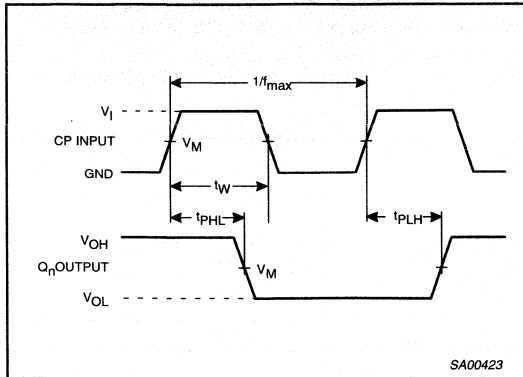 1/fmax
VI
CP INPUT
VM
GND
tW
tPHL
tPLH
VOH
QnOUTPUT
VM
VOL
SA00423